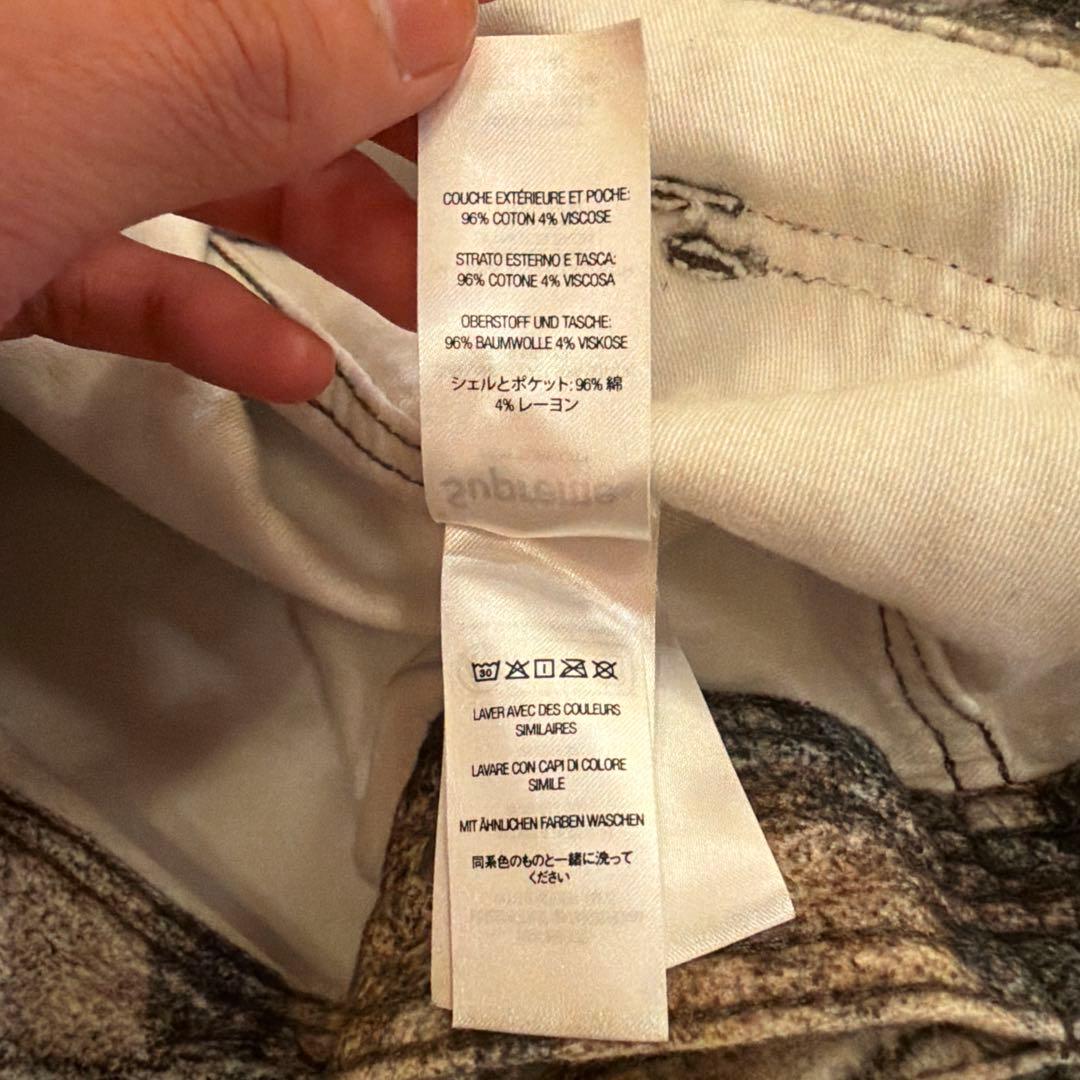 COUCHE EXTÉRIEURE ET POCHE:
96% COTON 4% VISCOSE
STRATO ESTERNO E TASCA:
96% COTONE 4% VISCOSA
OBERSTOFF UND TASCHE:
96% BAUMWOLLE 4% VISKOSE
シェルとポケット: 96% 綿
4% レーヨン
Supreme
30
LAVER AVEC DES COULEURS
SIMILAIRES
LAVARE CON CAPI DI COLORE
SIMILE
MIT ÄHNLICHEN FARBEN WASCHEN
同系色のものと一緒に洗って
ください